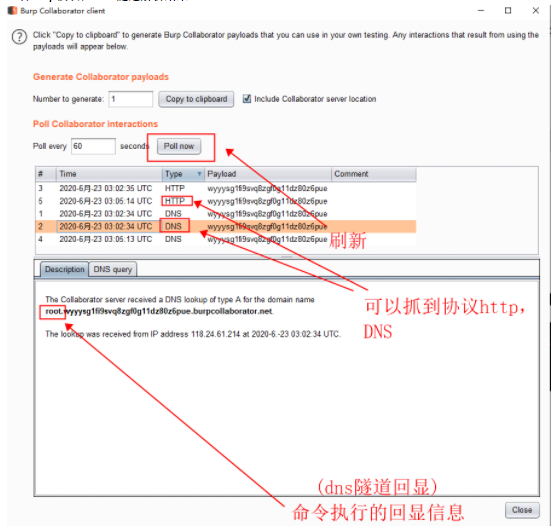 Burp Collaborator client
Click "Copy to clipboard" to generate Burp Collaborator payloads that you can use in your own testing. Any interactions that result from using the
payloads will appear below.
Generate Collaborator payloads
Number to generate: 1 Copy to clipboard Include Collaborator server location
Poll Collaborator interactions
Poll every 60 seconds Poll now
# Time Type Payload Comment
3 2020-6月-23 03:02:35 UTC HTTP wyyysg1fi9svq8zgf0g11dz80z6pue
5 2020-6月-23 03:05:14 UTC HTTP wyyysg1fi9svq8zgf0g11dz80z6pue
1 2020-6月-23 03:02:34 UTC DNS wyyysg1fi9svq8zgf0g11dz80z6pue
2 2020-6月-23 03:02:34 UTC DNS wyyysg1fi9svq8zgf0g11dz80z6pue
4 2020-6月-23 03:05:13 UTC DNS wyyysg1fi9svq8zgf0g11dz80z6pue
刷新
Description DNS query
The Collaborator server received a DNS lookup of type A for the domain name
root.wyyysg1fi9svq8zgf0g11dz80z6pue.burpcollaborator.net.
The lookup was received from IP address 118.24.61.214 at 2020-6月-23 03:02:34 UTC.
可以抓到协议http,
DNS
(dns隧道回显)
命令执行的回显信息
Close